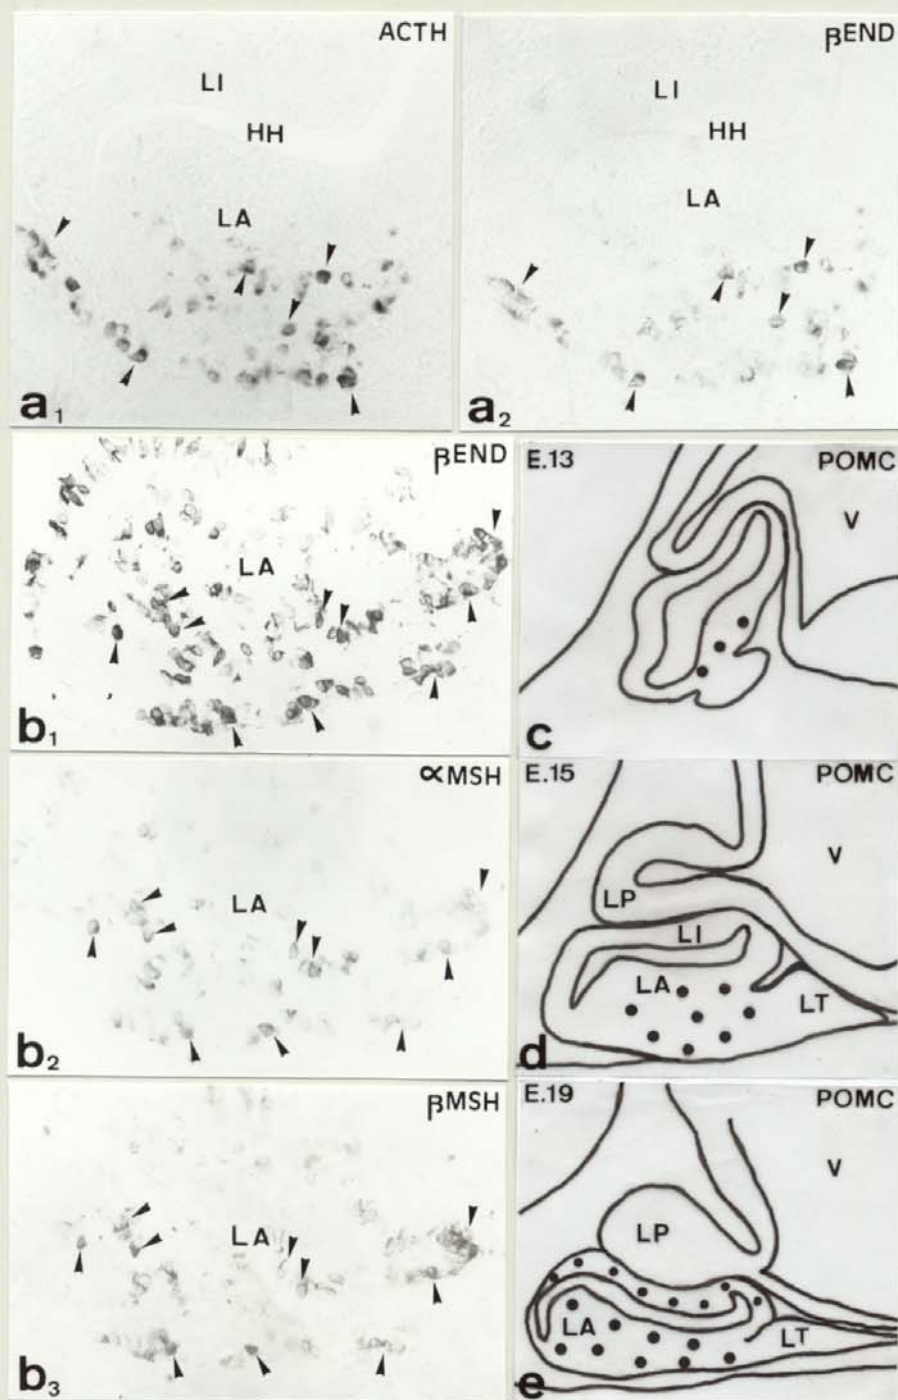 ACTH
LI
HH
LA
a1
βEND
LI
HH
LA
a2
βEND
LA
b1
E.13 POMC
V
c
αMSH
LA
b2
E.15 POMC
V
LP
LI
LA
LT
d
βMSH
LA
b3
E.19 POMC
V
LP
LA
LT
e